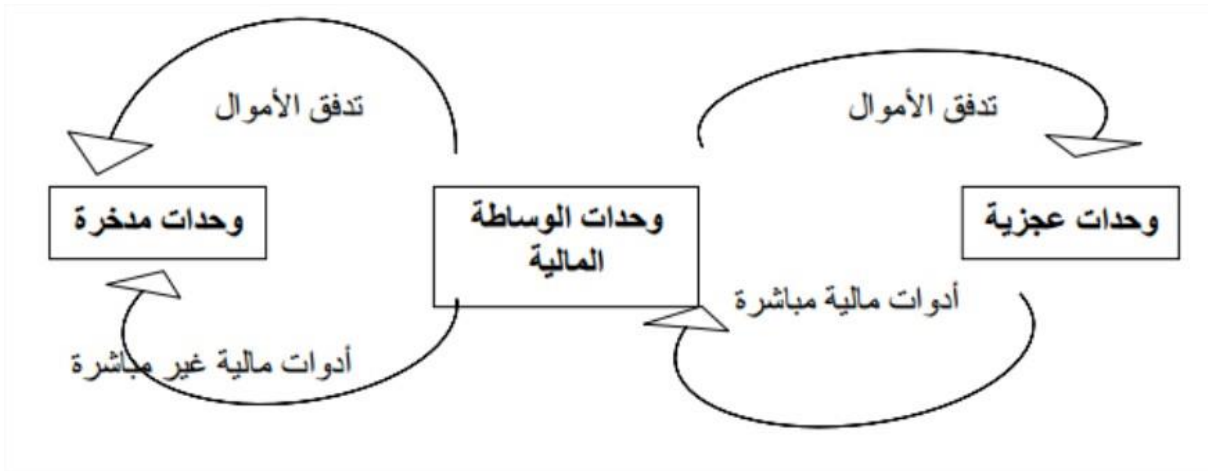 تدفق الأموال
تدفق الأموال
وحدات عجزية
وحدات الوساطة
المالية
وحدات مدخرة
أدوات مالية مباشرة
أدوات مالية غير مباشرة